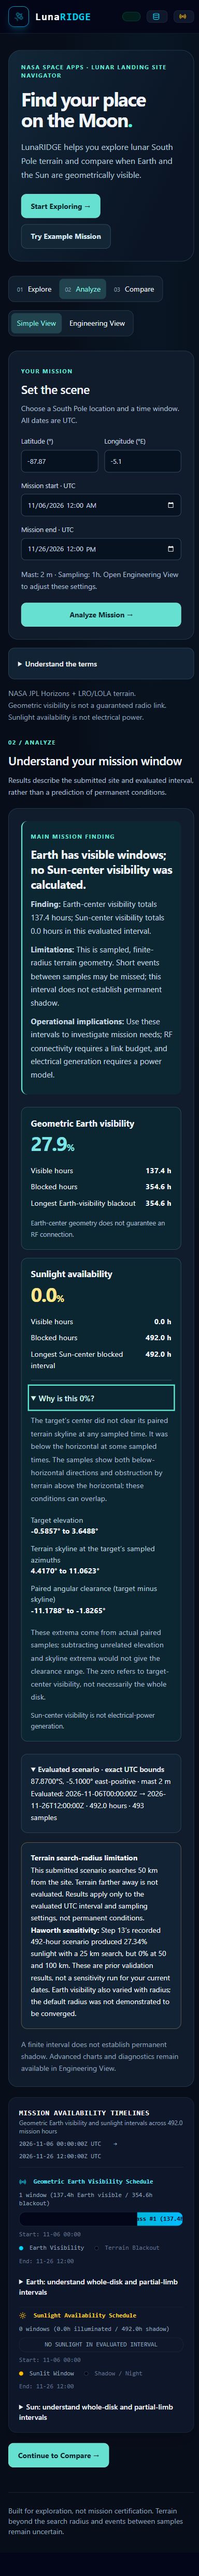 LunaRIDGE
NASA SPACE APPS · LUNAR LANDING SITE
NAVIGATOR
Find your place
on the Moon.
LunaRIDGE helps you explore lunar South
Pole terrain and compare when Earth and
the Sun are geometrically visible.
Start Exploring →
Try Example Mission
01 Explore 02 Analyze 03 Compare
Simple View Engineering View
YOUR MISSION
Set the scene
Choose a South Pole location and a time window.
All dates are UTC.
Latitude (°) Longitude (°E)
-87.87 -5.1
Mission start · UTC
11/06/2026 12:00 AM
Mission end · UTC
11/26/2026 12:00 PM
Mast: 2 m · Sampling: 1h. Open Engineering View
to adjust these settings.
Analyze Mission →
▶ Understand the terms
NASA JPL Horizons + LRO/LOLA terrain.
Geometric visibility is not a guaranteed radio link.
Sunlight availability is not electrical power.
02 / ANALYZE
Understand your mission window
Results describe the submitted site and evaluated interval,
rather than a prediction of permanent conditions.
MAIN MISSION FINDING
Earth has visible windows;
no Sun-center visibility was
calculated.
Finding: Earth-center visibility totals
137.4 hours; Sun-center visibility totals
0.0 hours in this evaluated interval.
Limitations: This is sampled, finite-
radius terrain geometry. Short events
between samples may be missed; this
interval does not establish permanent
shadow.
Operational implications: Use these
intervals to investigate mission needs; RF
connectivity requires a link budget, and
electrical generation requires a power
model.
Geometric Earth visibility
27.9%
Visible hours 137.4 h
Blocked hours 354.6 h
Longest Earth-visibility blackout 354.6 h
Earth-center geometry does not guarantee an
RF connection.
Sunlight availability
0.0%
Visible hours 0.0 h
Blocked hours 492.0 h
Longest Sun-center blocked 492.0 h
interval
▼ Why is this 0%?
The target's center did not clear its paired
terrain skyline at any sampled time. It was
below the horizontal at some sampled
times. The samples show both below-
horizontal directions and obstruction by
terrain above the horizontal; these
conditions can overlap.
Target elevation
-0.5857° to 3.6488°
Terrain skyline at the target's sampled
azimuths
4.4170° to 11.0623°
Paired angular clearance (target minus
skyline)
-11.1788° to -1.8265°
These extrema come from actual paired
samples; subtracting unrelated elevation
and skyline extrema would not give the
clearance range. The zero refers to target-
center visibility, not necessarily the whole
disk.
Sun-center visibility is not electrical-power
generation.
▼ Evaluated scenario · exact UTC bounds
87.8700°S, -5.1000° east-positive · mast 2 m
Evaluated: 2026-11-06T00:00:00Z → 2026-
11-26T12:00:00Z · 492.0 hours · 493
samples
Terrain search-radius limitation
This submitted scenario searches 50 km
from the site. Terrain farther away is not
evaluated. Results apply only to the
evaluated UTC interval and sampling
settings, not permanent conditions.
Haworth sensitivity: Step 13's recorded
492-hour scenario produced 27.34%
sunlight with a 25 km search, but 0% at 50
and 100 km. These are prior validation
results, not a sensitivity run for your current
dates. Earth visibility also varied with radius;
the default radius was not demonstrated to
be converged.
A finite interval does not establish permanent
shadow. Advanced charts and diagnostics remain
available in Engineering View.
MISSION AVAILABILITY TIMELINES
Geometric Earth visibility and sunlight intervals across 492.0
mission hours
2026-11-06 00:00:00Z UTC →
2026-11-26 12:00:00Z UTC
Geometric Earth Visibility Schedule
1 window (137.4h Earth visible / 354.6h
blackout)
ass #1 (137.4h
Start: 11-06 00:00
Earth Visibility Terrain Blackout
End: 11-26 12:00
▶ Earth: understand whole-disk and partial-limb
intervals
Sunlight Availability Schedule
0 windows (0.0h illuminated / 492.0h shadow)
NO SUNLIGHT IN EVALUATED INTERVAL
Start: 11-06 00:00
Sunlit Window Shadow / Night
End: 11-26 12:00
▶ Sun: understand whole-disk and partial-limb
intervals
Continue to Compare →
Built for exploration, not mission certification. Terrain
beyond the search radius and events between samples
remain uncertain.